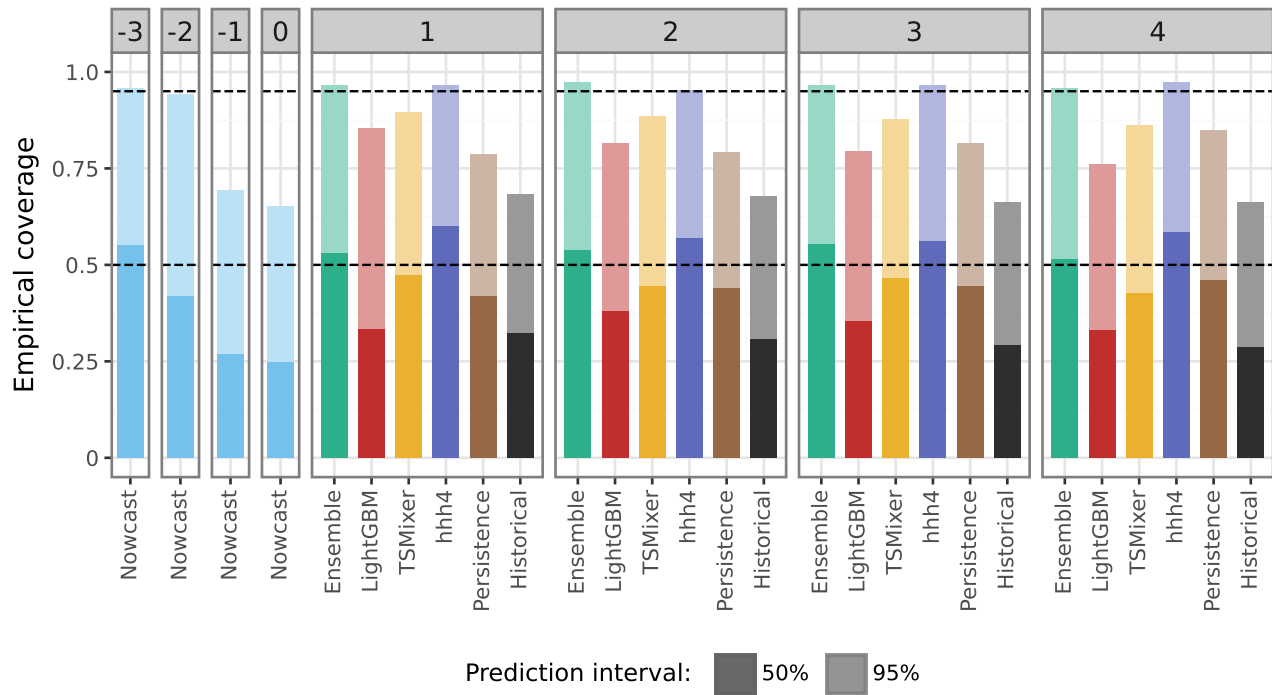 -3 -2 -1 0 1 2 3 4
Empirical coverage
1.0
0.75
0.5
0.25
0
Nowcast Nowcast Nowcast Nowcast Ensemble LightGBM TSMixer hhh4 Persistence Historical Ensemble LightGBM TSMixer hhh4 Persistence Historical Ensemble LightGBM TSMixer hhh4 Persistence Historical Ensemble LightGBM TSMixer hhh4 Persistence Historical
Prediction interval: 50% 95%